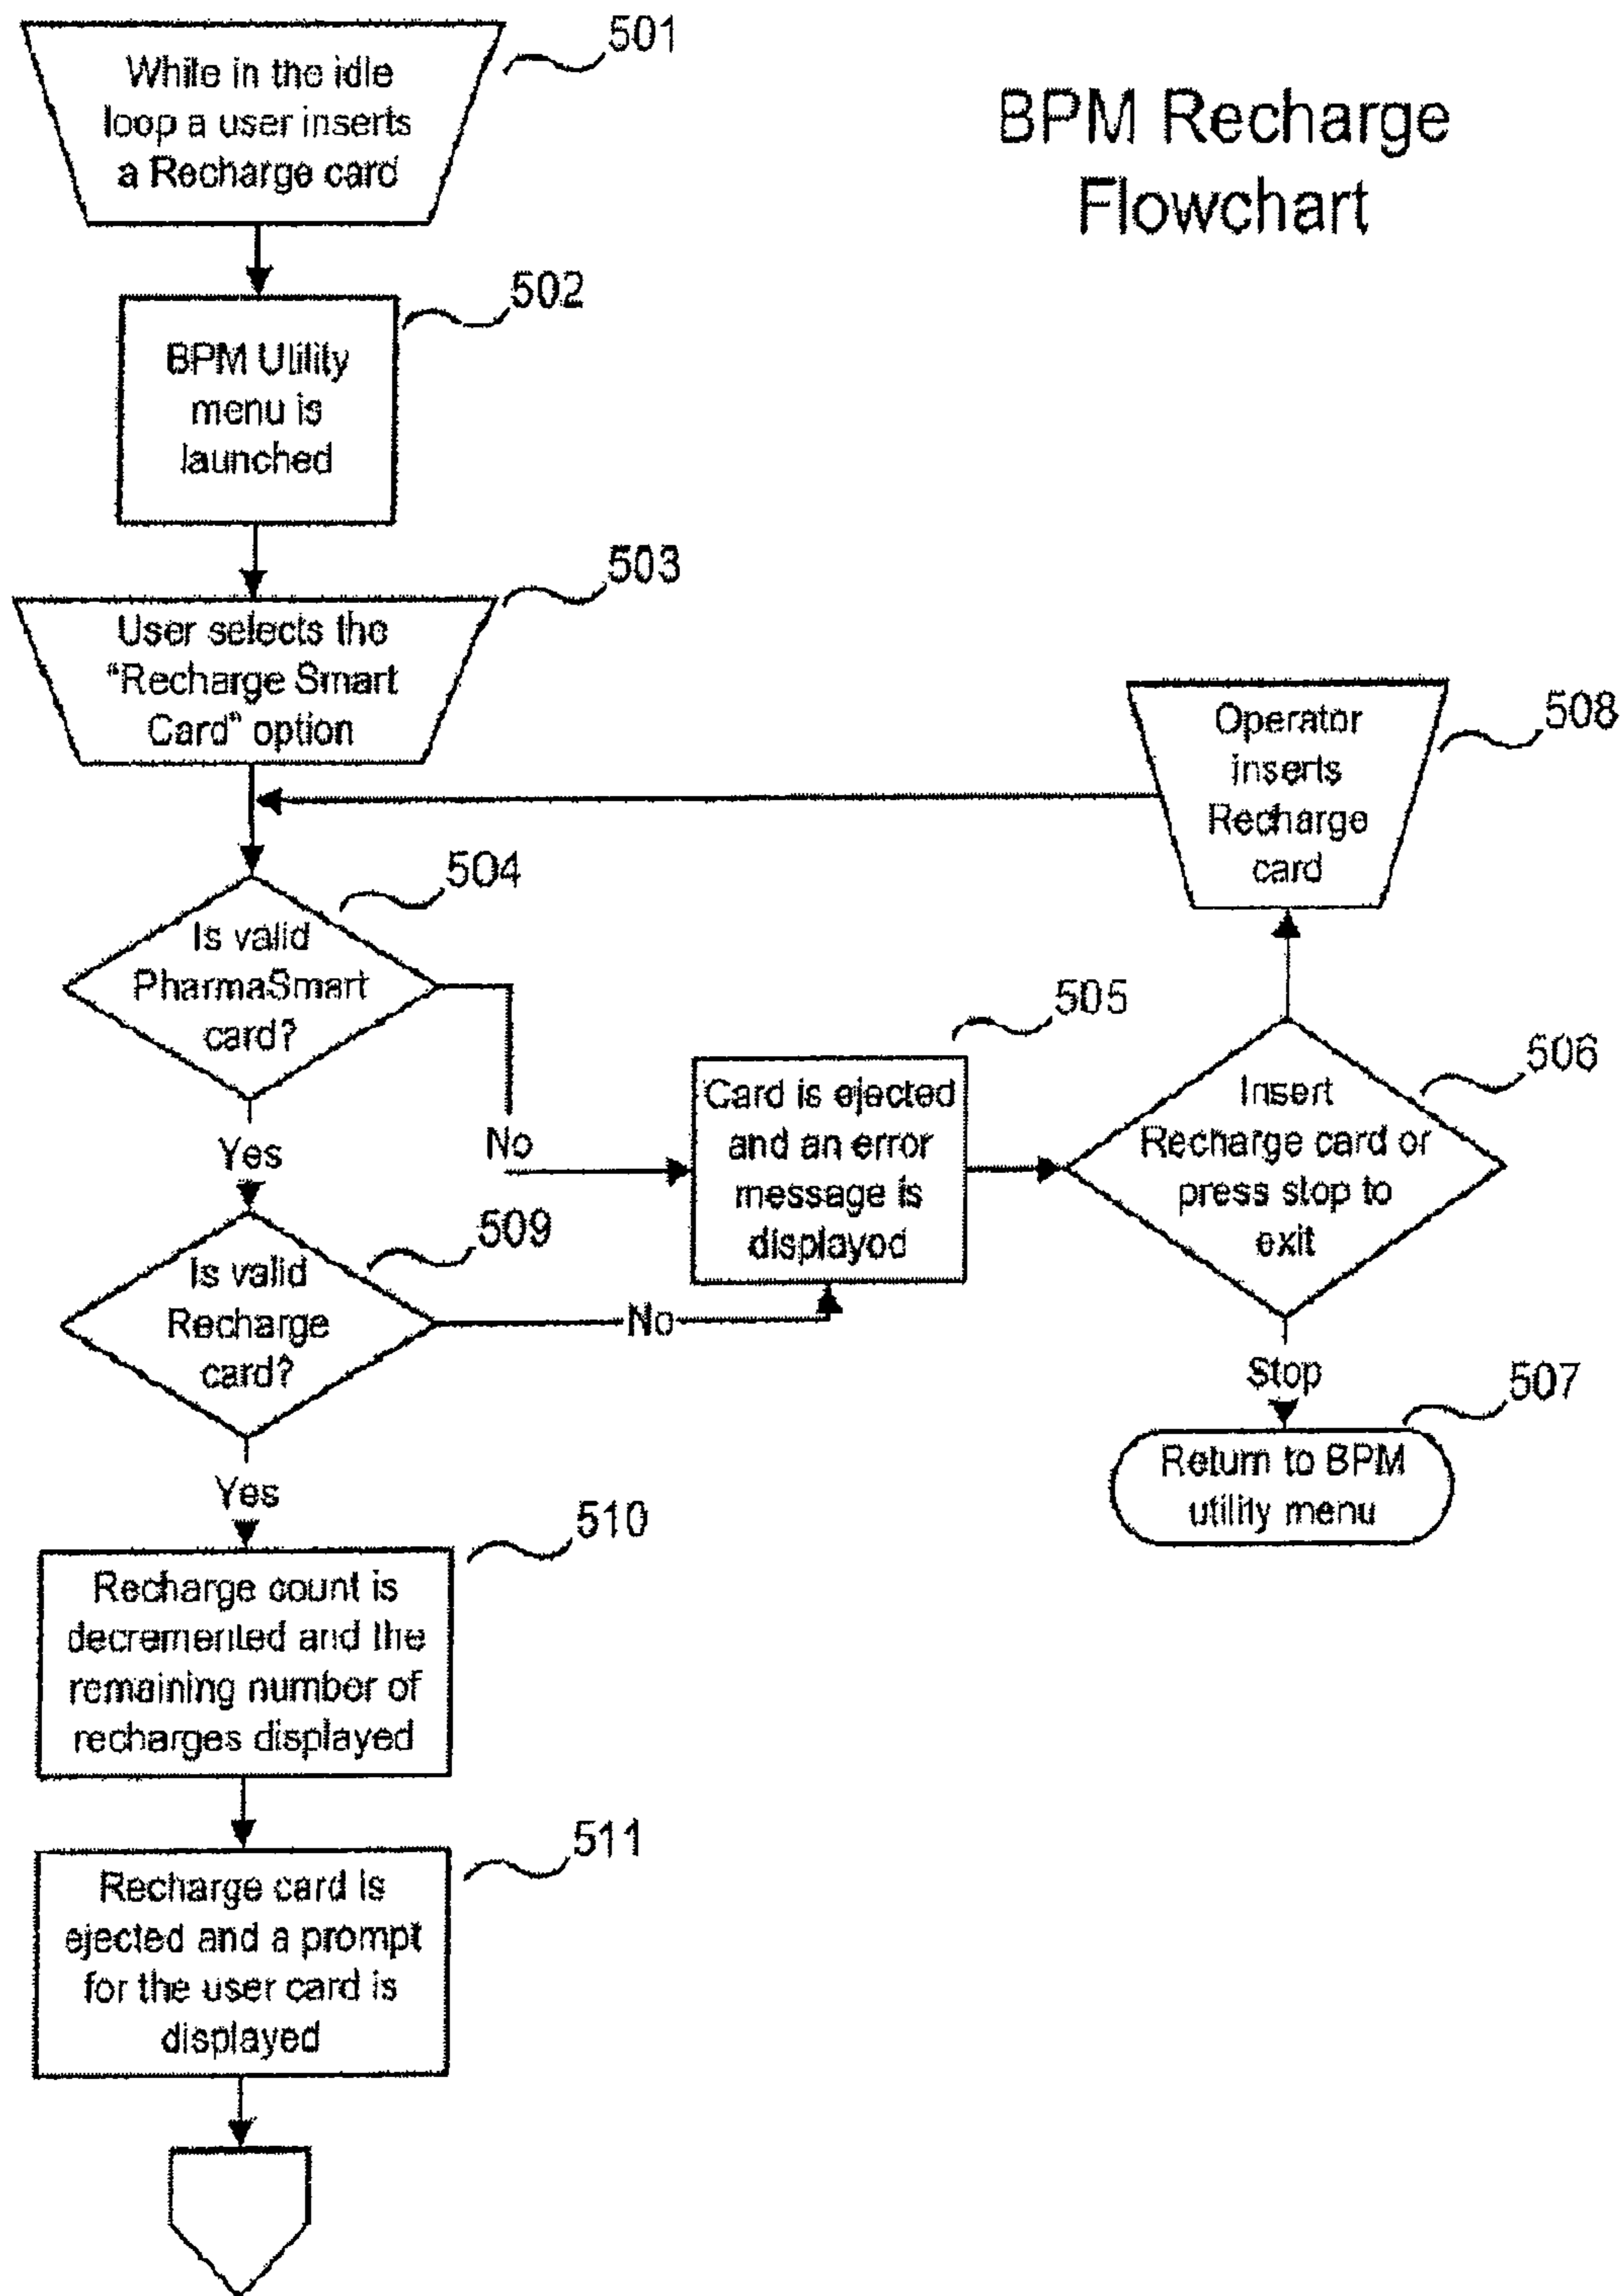 BPM Recharge
Flowchart
501
While in the idle
loop a user inserts
a Recharge card
502
BPM Utility
menu is
launched
503
User selects the
"Recharge Smart
Card" option
508
Operator
inserts
Recharge
card
504
Is valid
PharmaSmart
card?
Yes
No
505
Card is ejected
and an error
message is
displayed
506
Insert
Recharge card or
press stop to
exit
Stop
507
Return to BPM
utility menu
509
Is valid
Recharge
card?
No
Yes
510
Recharge count is
decremented and the
remaining number of
recharges displayed
511
Recharge card is
ejected and a prompt
for the user card is
displayed